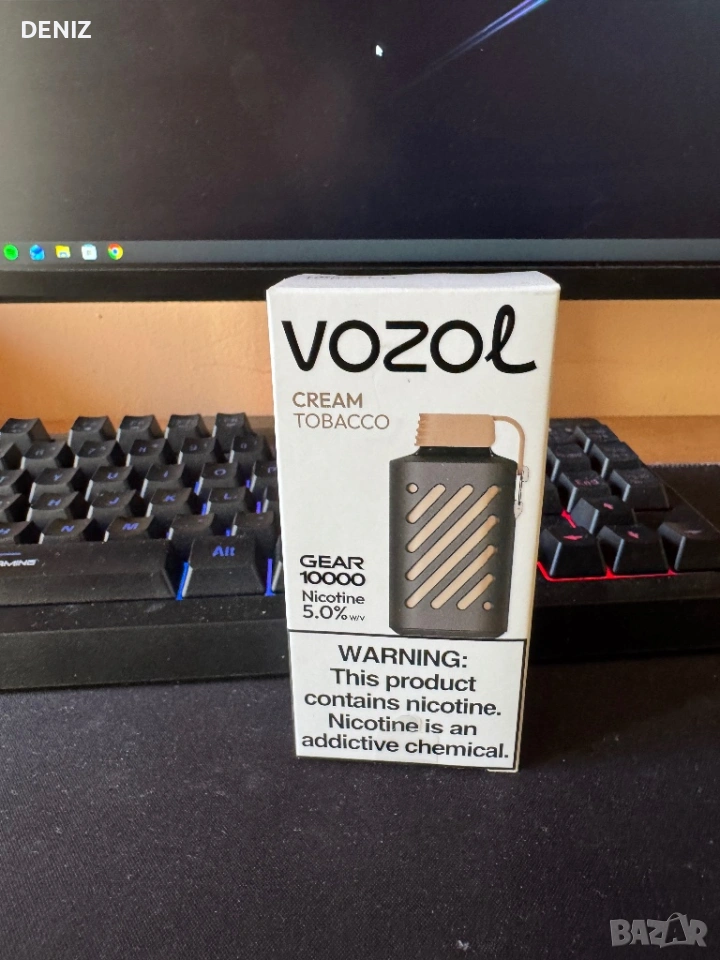 DENIZ
VOZOL
CREAM
TOBACCO
GEAR
10000
Nicotine
5.0% w/v
WARNING:
This product
contains nicotine.
Nicotine is an
addictive chemical.
Alt
End
BAZAR